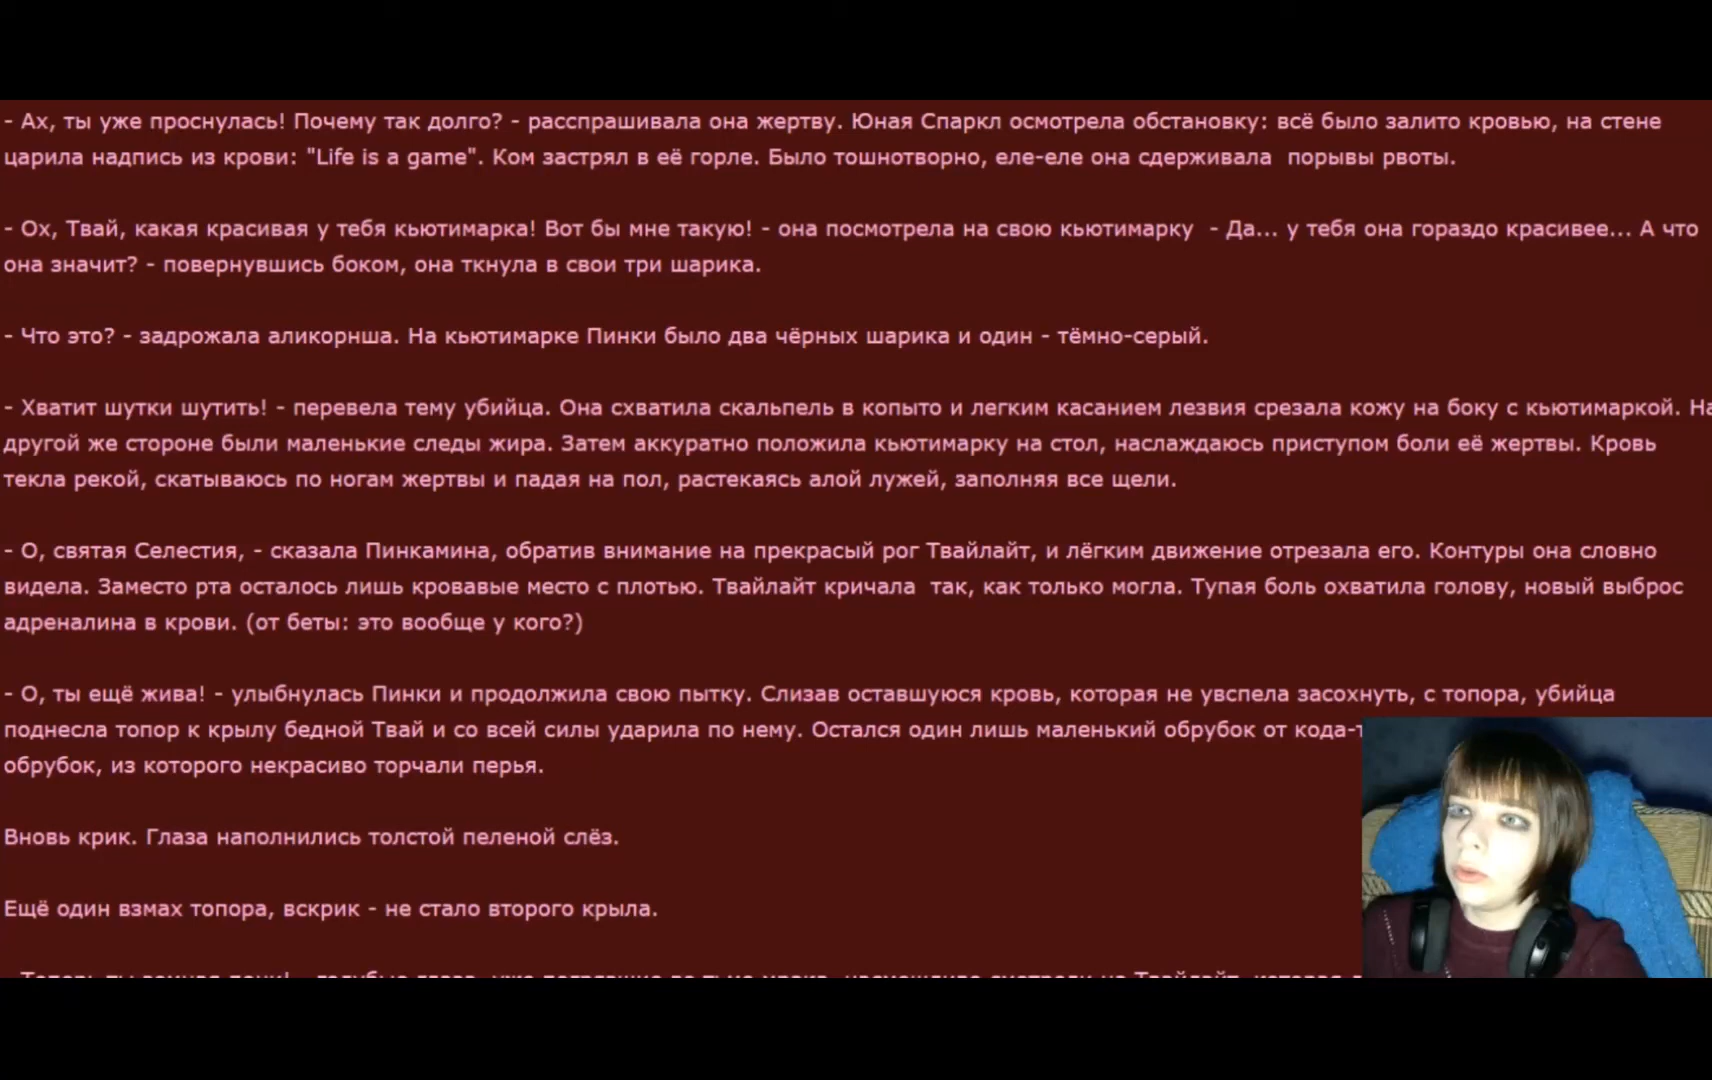 - Ах, ты уже проснулась! Почему так долго? - расспрашивала она жертву. Юная Спаркл осмотрела обстановку: всё было залито кровью, на стене
царила надпись из крови: "Life is a game". Ком застрял в её горле. Было тошнотворно, еле-еле она сдерживала порывы рвоты.
- Ох, Твай, какая красивая у тебя кьютимарка! Вот бы мне такую! - она посмотрела на свою кьютимарку - Да... у тебя она гораздо красивее... А что
она значит? - повернувшись боком, она ткнула в свои три шарика.
- Что это? - задрожала аликорнша. На кьютимарке Пинки было два чёрных шарика и один - тёмно-серый.
- Хватит шутки шутить! - перевела тему убийца. Она схватила скальпель в копыто и легким касанием лезвия срезала кожу на боку с кьютимаркой. На
другой же стороне были маленькие следы жира. Затем аккуратно положила кьютимарку на стол, наслаждаюсь приступом боли её жертвы. Кровь
текла рекой, скатываюсь по ногам жертвы и падая на пол, растекаясь алой лужей, заполняя все щели.
- О, святая Селестия, - сказала Пинкамина, обратив внимание на прекрасый рог Твайлайт, и лёгким движение отрезала его. Контуры она словно
видела. Заместо рта осталось лишь кровавые место с плотью. Твайлайт кричала так, как только могла. Тупая боль охватила голову, новый выброс
адреналина в крови. (от беты: это вообще у кого?)
- О, ты ещё жива! - улыбнулась Пинки и продолжила свою пытку. Слизав оставшуюся кровь, которая не увспела засохнуть, с топора, убийца
поднесла топор к крылу бедной Твай и со всей силы ударила по нему. Остался один лишь маленький обрубок от кода-т
обрубок, из которого некрасиво торчали перья.
Вновь крик. Глаза наполнились толстой пеленой слёз.
Ещё один взмах топора, вскрик - не стало второго крыла.